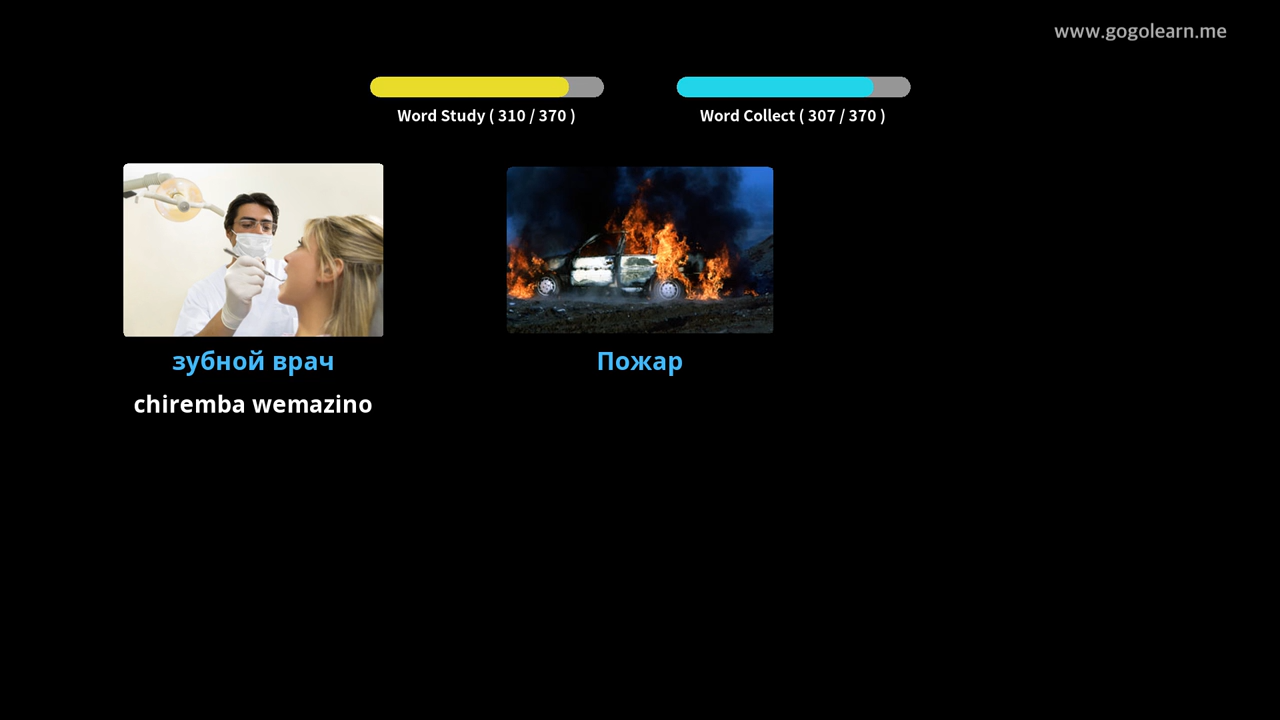 www.gogolearn.me
Word Study ( 310 / 370 )
Word Collect ( 307 / 370 )
зубной врач
Пожар
chiremba wemazino